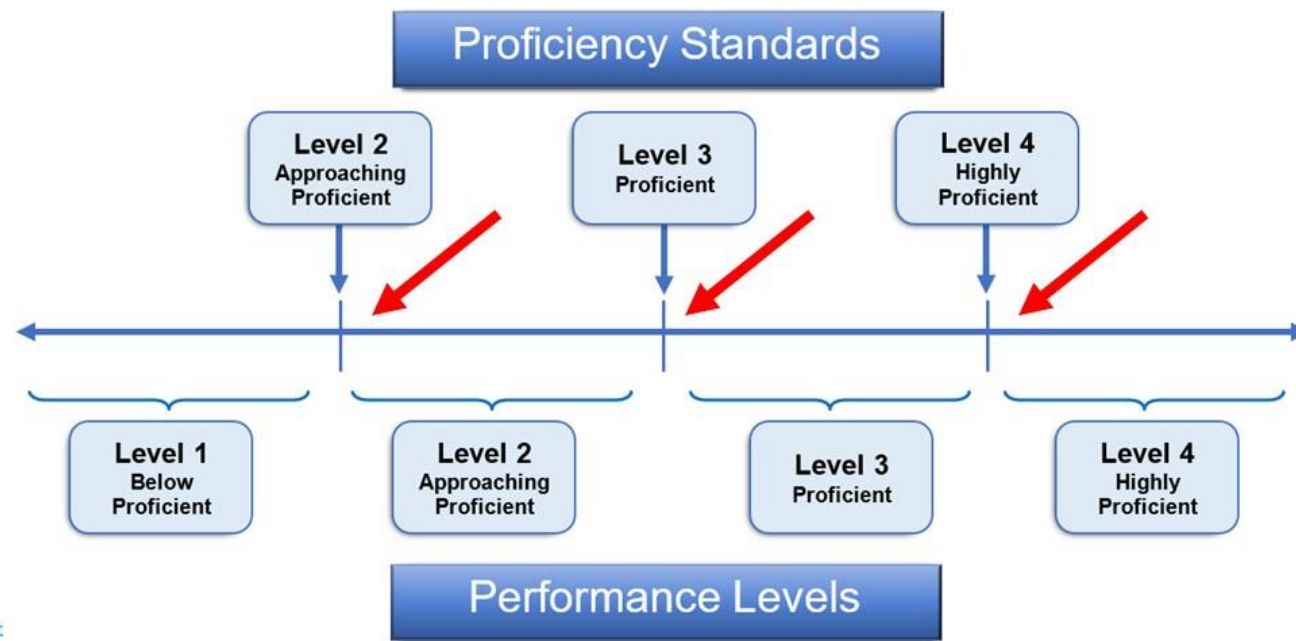 Proficiency Standards
Level 2
Approaching
Proficient
Level 3
Proficient
Level 4
Highly
Proficient
Level 1
Below
Proficient
Level 2
Approaching
Proficient
Level 3
Proficient
Level 4
Highly
Proficient
Performance Levels